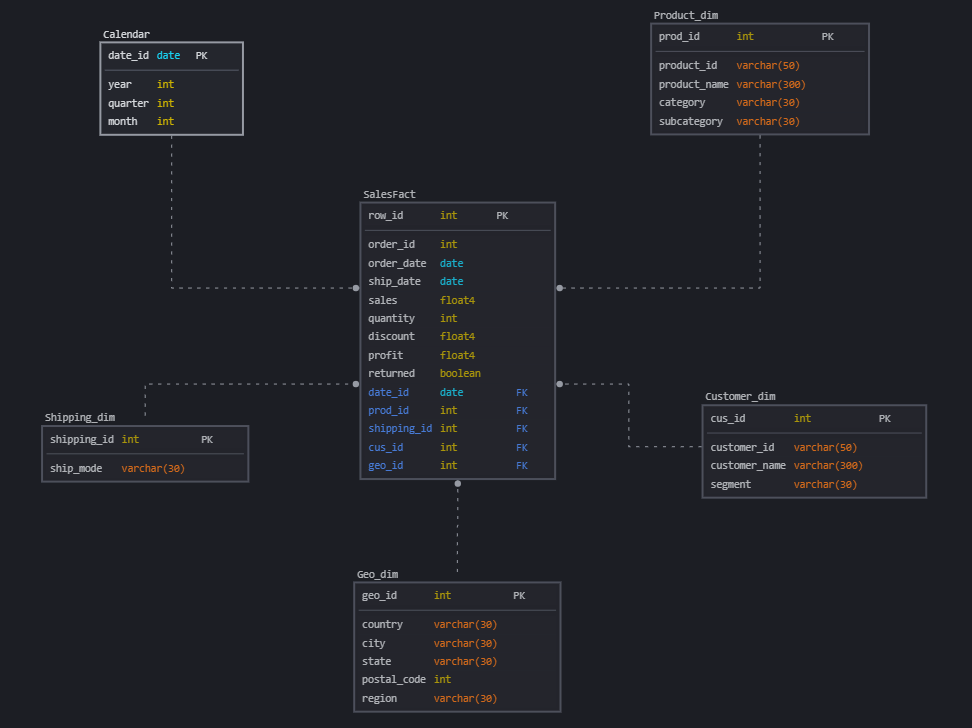 Calendar
date_id date PK
year int
quarter int
month int
Product_dim
prod_id int PK
product_id varchar(50)
product_name varchar(300)
category varchar(30)
subcategory varchar(30)
SalesFact
row_id int PK
order_id int
order_date date
ship_date date
sales float4
quantity int
discount float4
profit float4
returned boolean
date_id date FK
prod_id int FK
shipping_id int FK
cus_id int FK
geo_id int FK
Shipping_dim
shipping_id int PK
ship_mode varchar(30)
Customer_dim
cus_id int PK
customer_id varchar(50)
customer_name varchar(300)
segment varchar(30)
Geo_dim
geo_id int PK
country varchar(30)
city varchar(30)
state varchar(30)
postal_code int
region varchar(30)